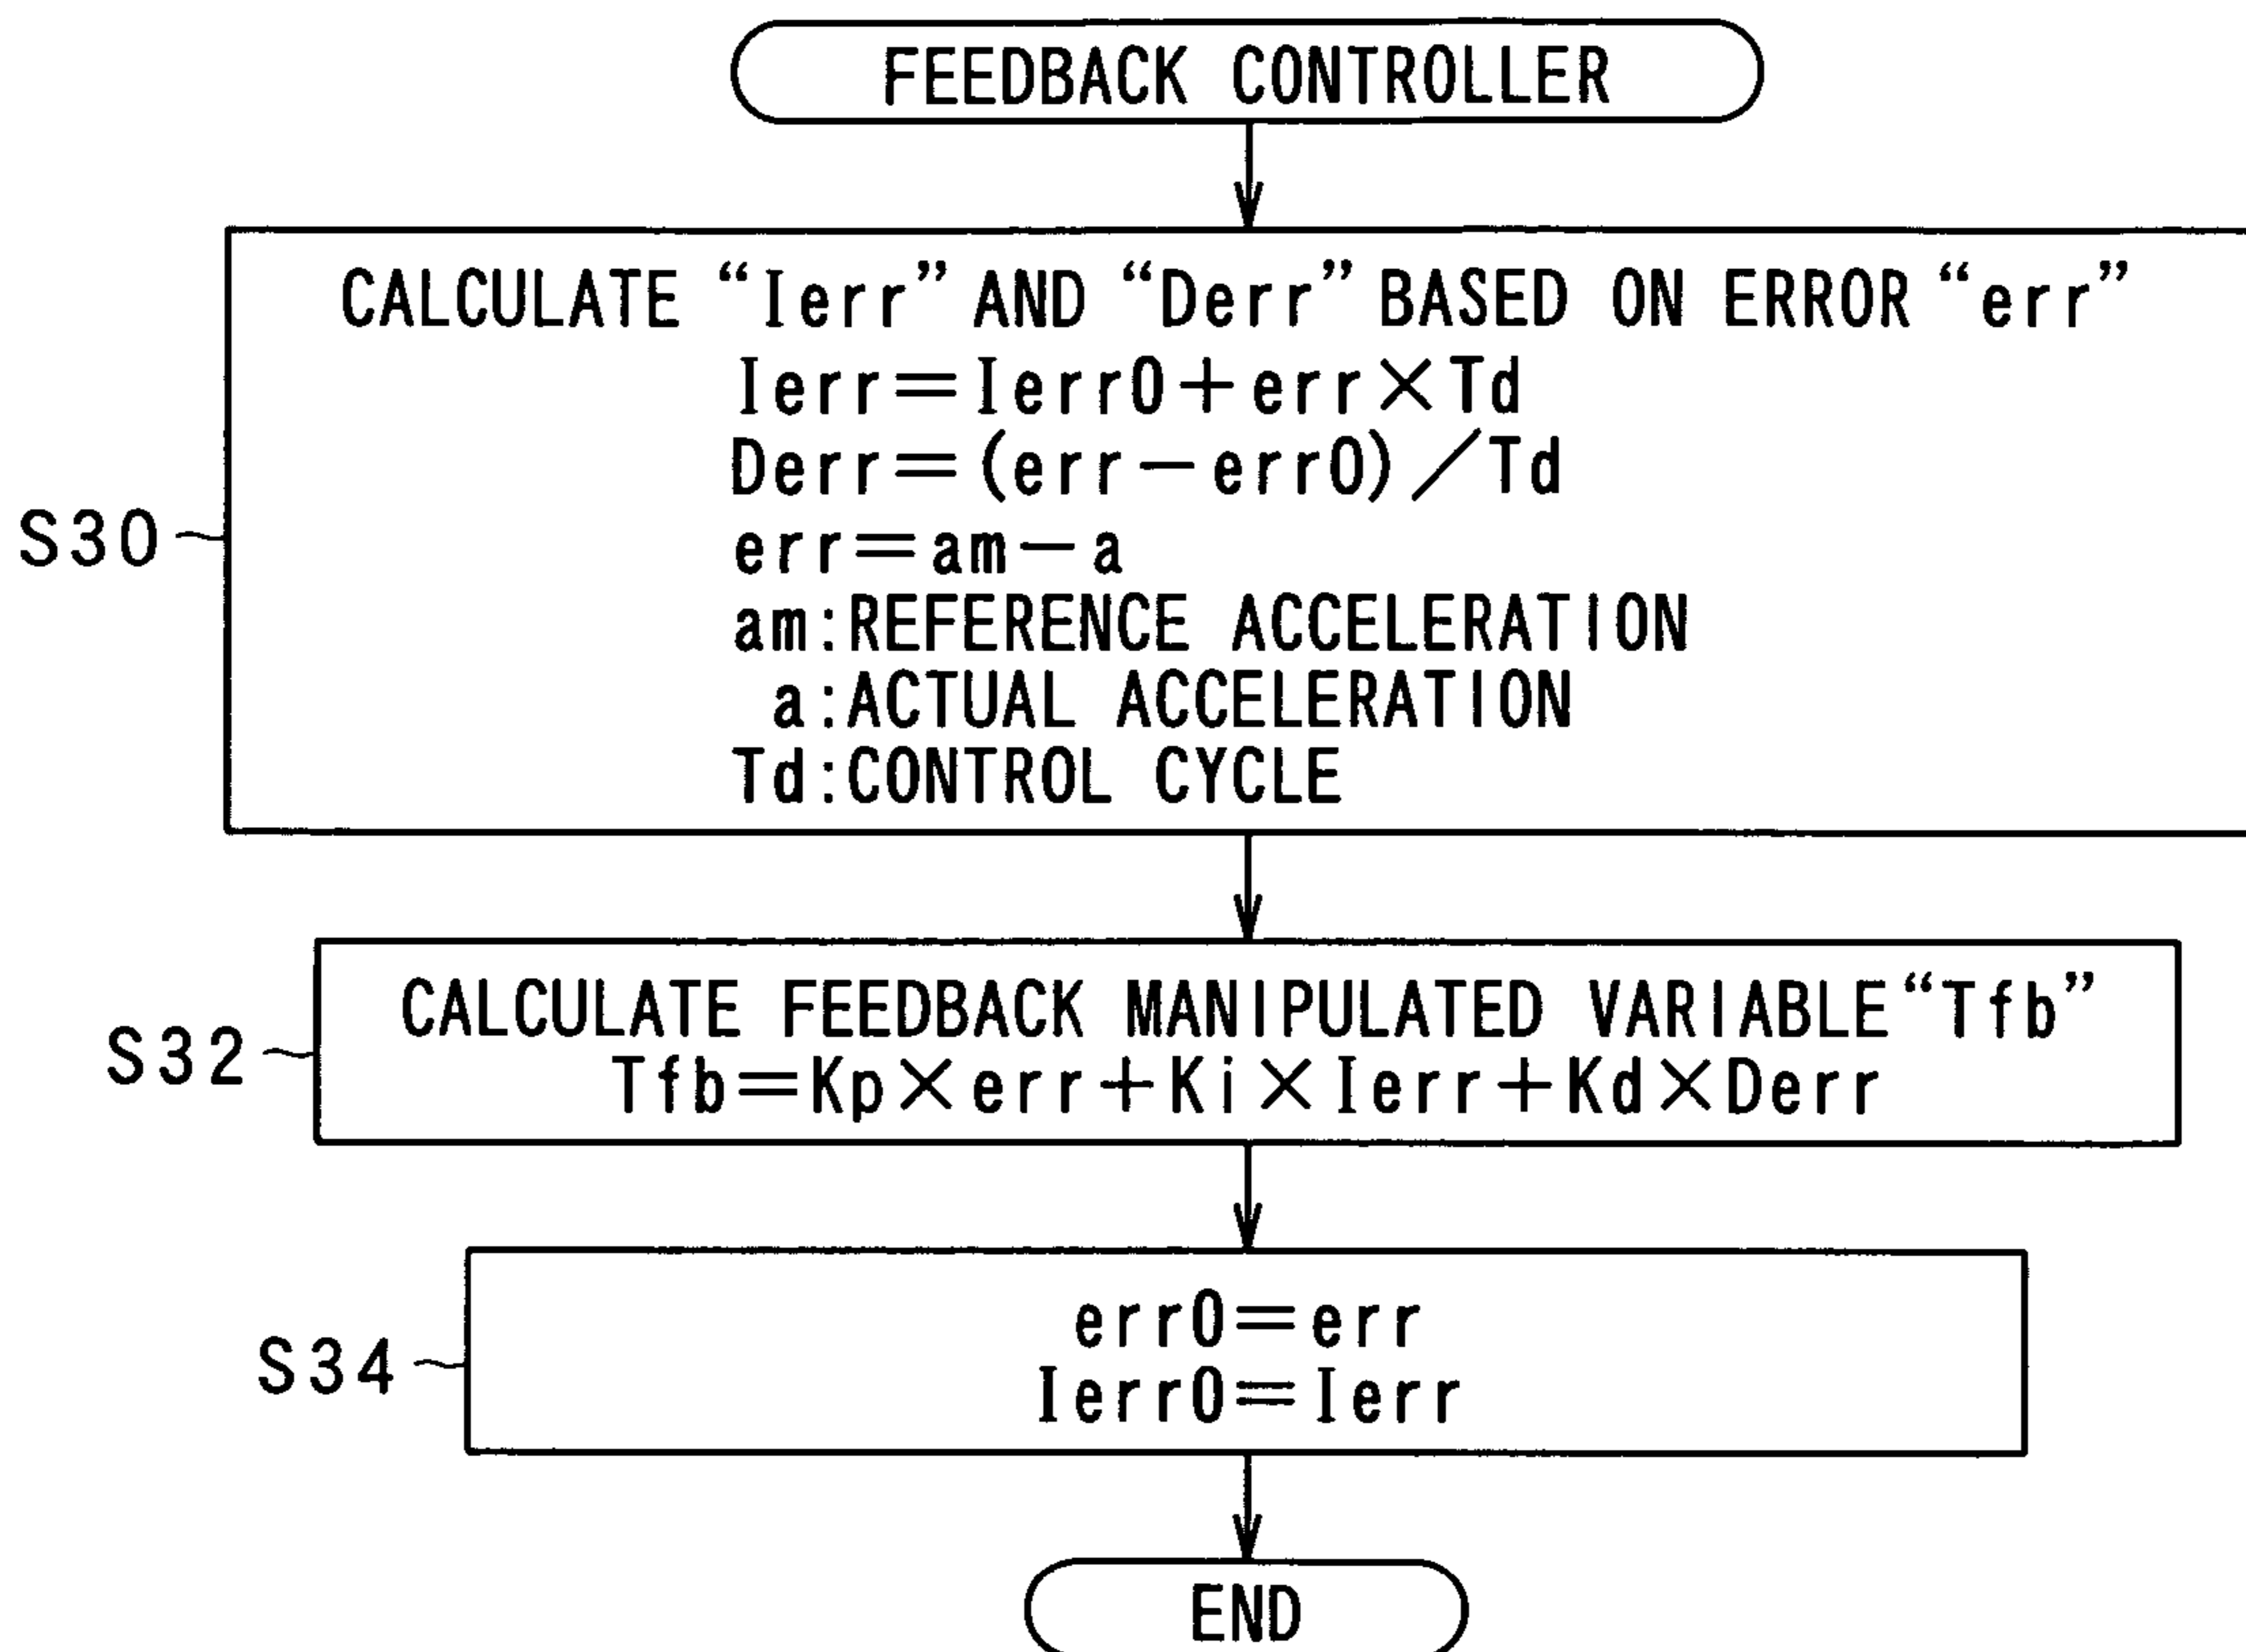 FEEDBACK CONTROLLER
CALCULATE “Ierr” AND “Derr” BASED ON ERROR “err”
Ierr=Ierr0+err×Td
Derr=(err−err0)／Td
S30
err=am−a
am:REFERENCE ACCELERATION
a:ACTUAL ACCELERATION
Td:CONTROL CYCLE
CALCULATE FEEDBACK MANIPULATED VARIABLE “Tfb”
S32
Tfb=Kp×err+Ki×Ierr+Kd×Derr
err0=err
S34
Ierr0=Ierr
END